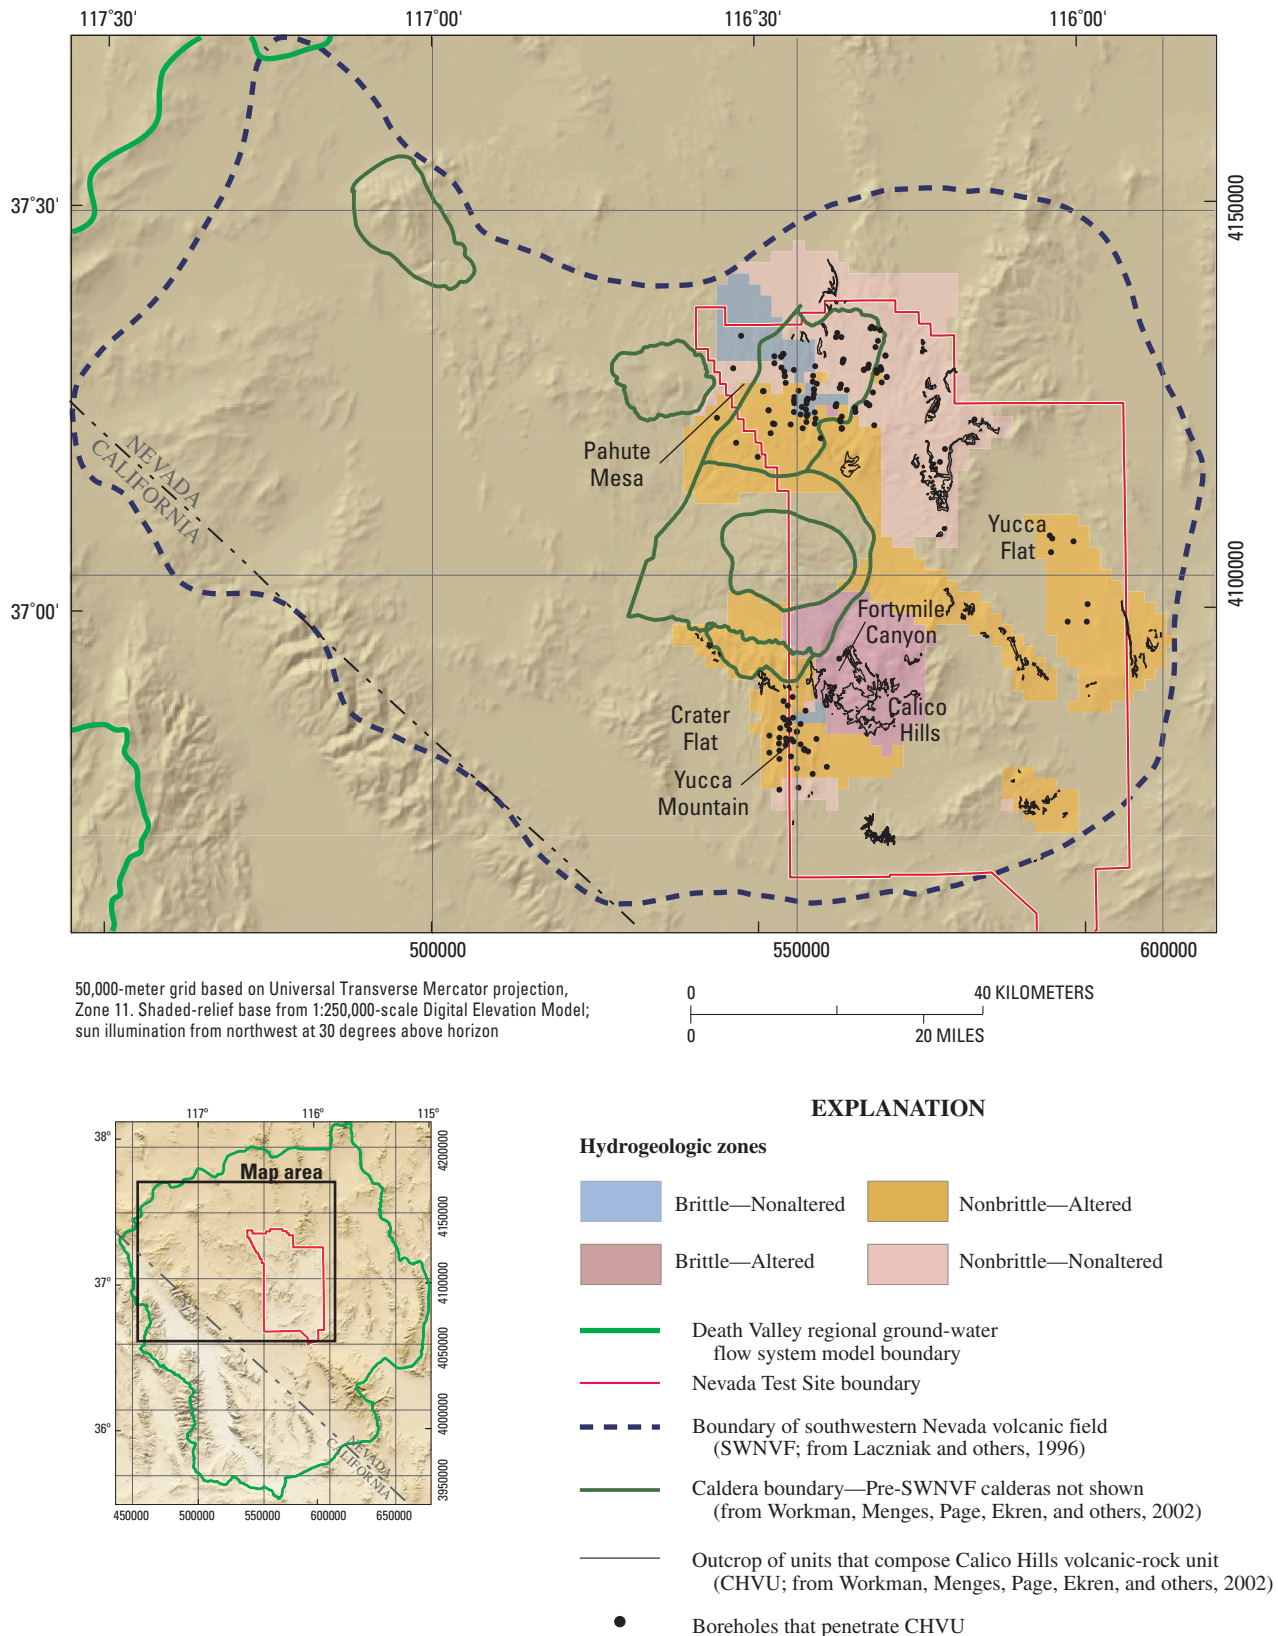 117˚30'
117˚00'
116˚30'
116˚00'
37˚30'
37˚00'
4150000
4100000
NEVADA
CALIFORNIA
Pahute
Mesa
Yucca
Flat
Fortymile
Canyon
Calico
Hills
Crater
Flat
Yucca
Mountain
500000
550000
600000
50,000-meter grid based on Universal Transverse Mercator projection,
Zone 11. Shaded-relief base from 1:250,000-scale Digital Elevation Model;
sun illumination from northwest at 30 degrees above horizon
0
40 KILOMETERS
0
20 MILES
117°
116°
115°
38°
37°
36°
Map area
NEVADA
CALIFORNIA
4200000
4150000
4100000
4050000
4000000
3950000
450000
500000
550000
600000
650000
EXPLANATION
Hydrogeologic zones
Brittle—Nonaltered
Nonbrittle—Altered
Brittle—Altered
Nonbrittle—Nonaltered
Death Valley regional ground-water
flow system model boundary
Nevada Test Site boundary
Boundary of southwestern Nevada volcanic field
(SWNVF; from Laczniak and others, 1996)
Caldera boundary—Pre-SWNVF calderas not shown
(from Workman, Menges, Page, Ekren, and others, 2002)
Outcrop of units that compose Calico Hills volcanic-rock unit
(CHVU; from Workman, Menges, Page, Ekren, and others, 2002)
Boreholes that penetrate CHVU